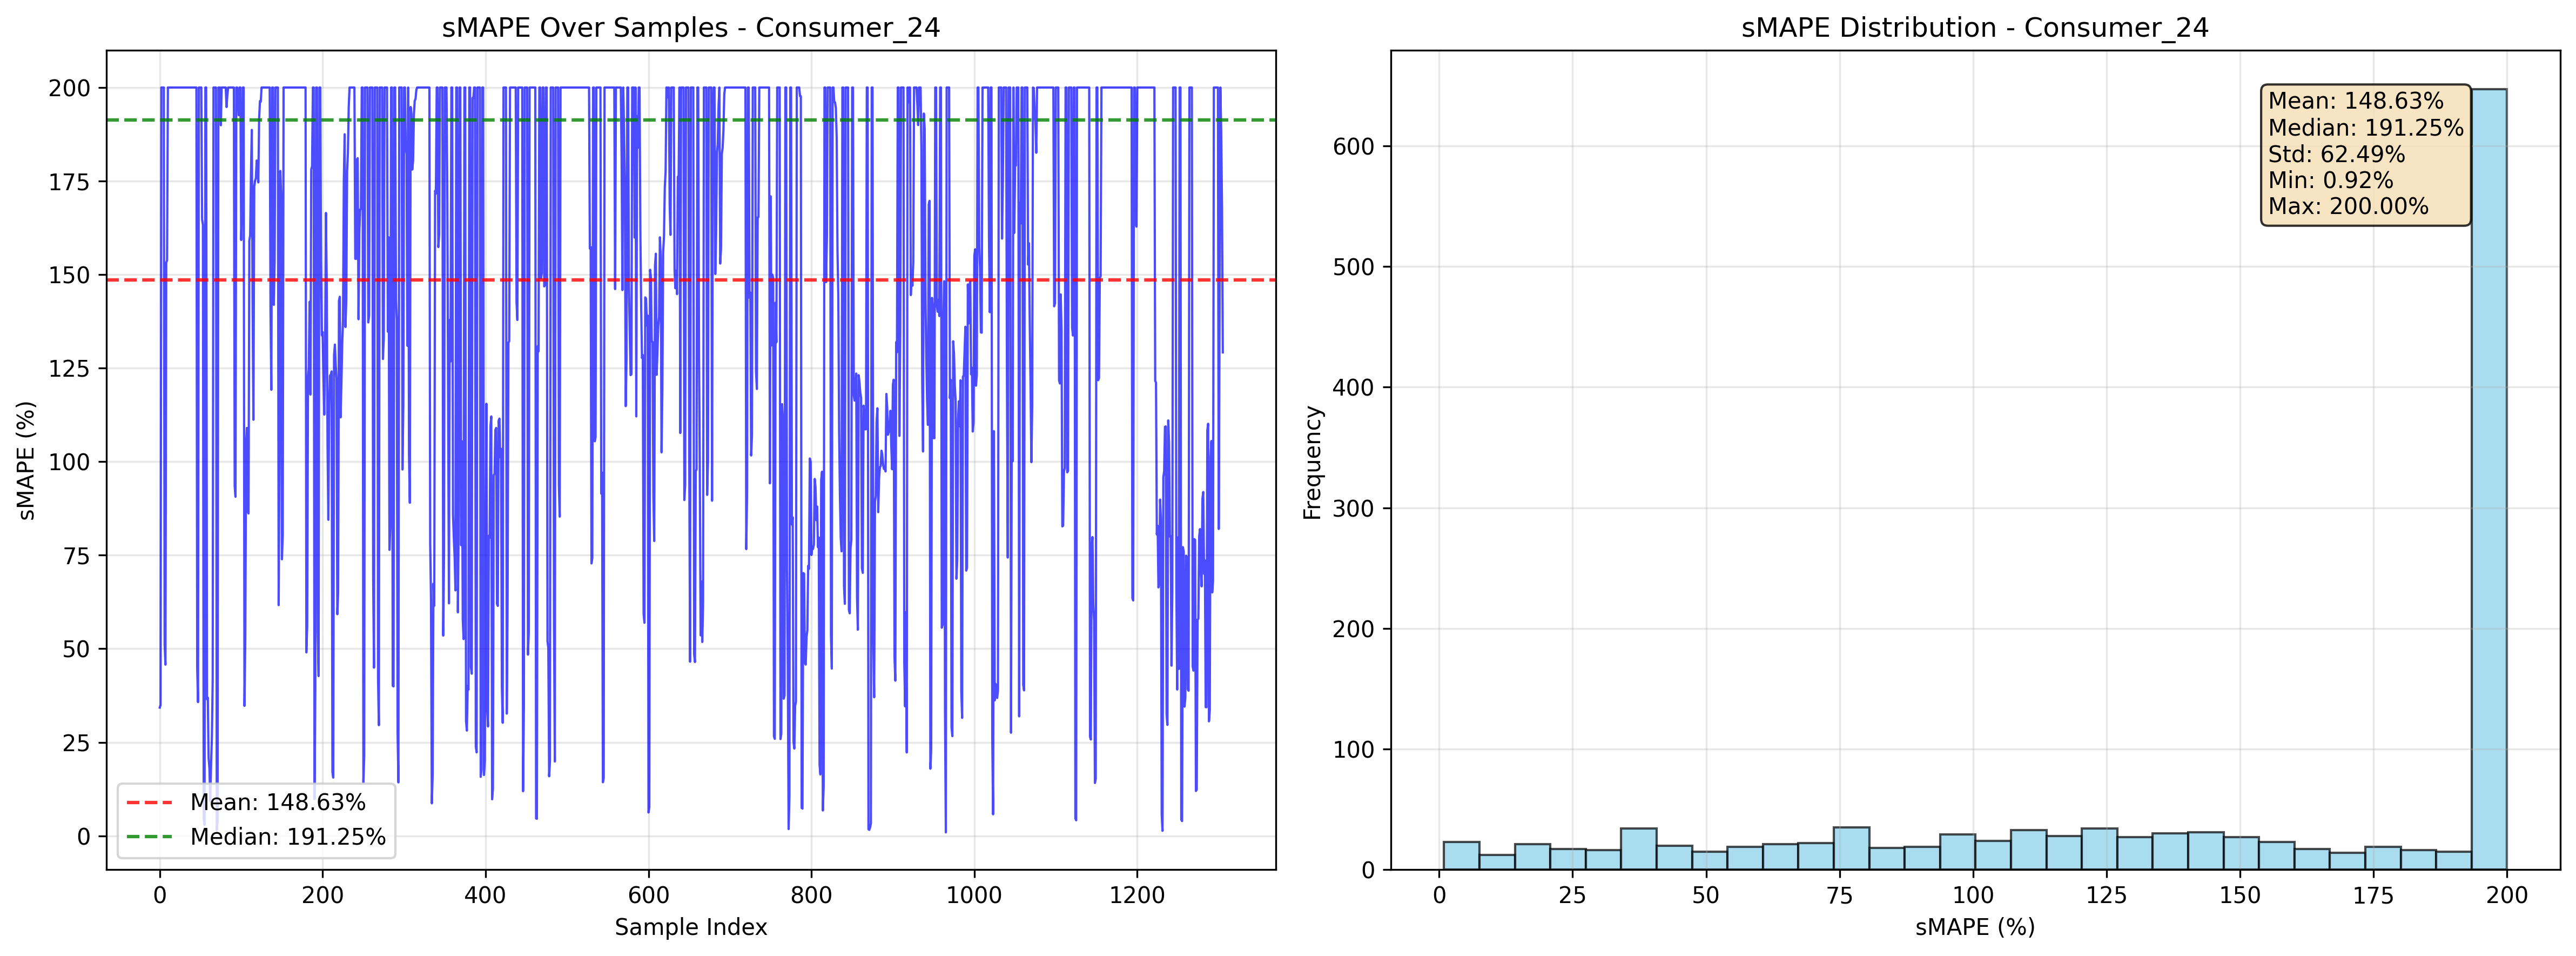 sMAPE Over Samples - Consumer_24
sMAPE (%)
200
175
150
125
100
75
50
25
0
Mean: 148.63%
Median: 191.25%
0 200 400 600 800 1000 1200
Sample Index
sMAPE Distribution - Consumer_24
Frequency
600
500
400
300
200
100
0
Mean: 148.63%
Median: 191.25%
Std: 62.49%
Min: 0.92%
Max: 200.00%
0 25 50 75 100 125 150 175 200
sMAPE (%)